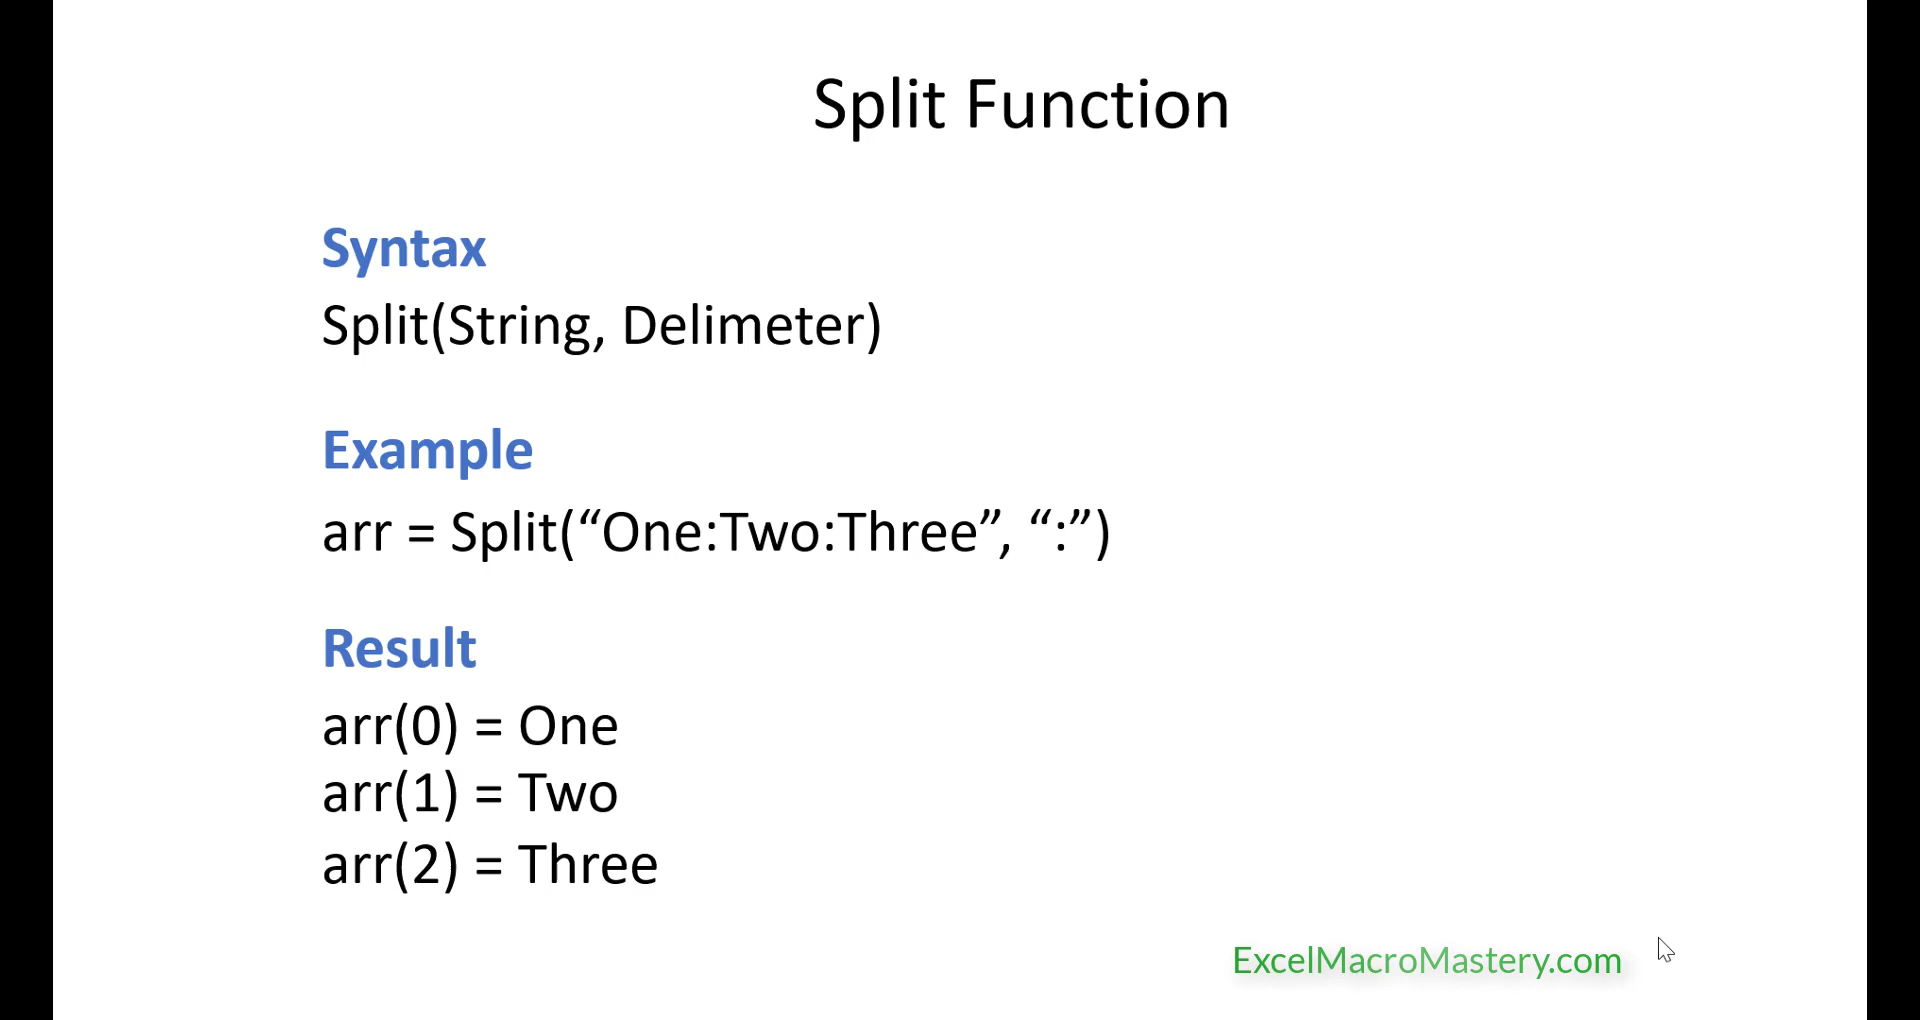 Split Function
Syntax
Split(String, Delimeter)
Example
arr = Split(“One:Two:Three”, “:”)
Result
arr(0) = One
arr(1) = Two
arr(2) = Three
ExcelMacroMastery.com